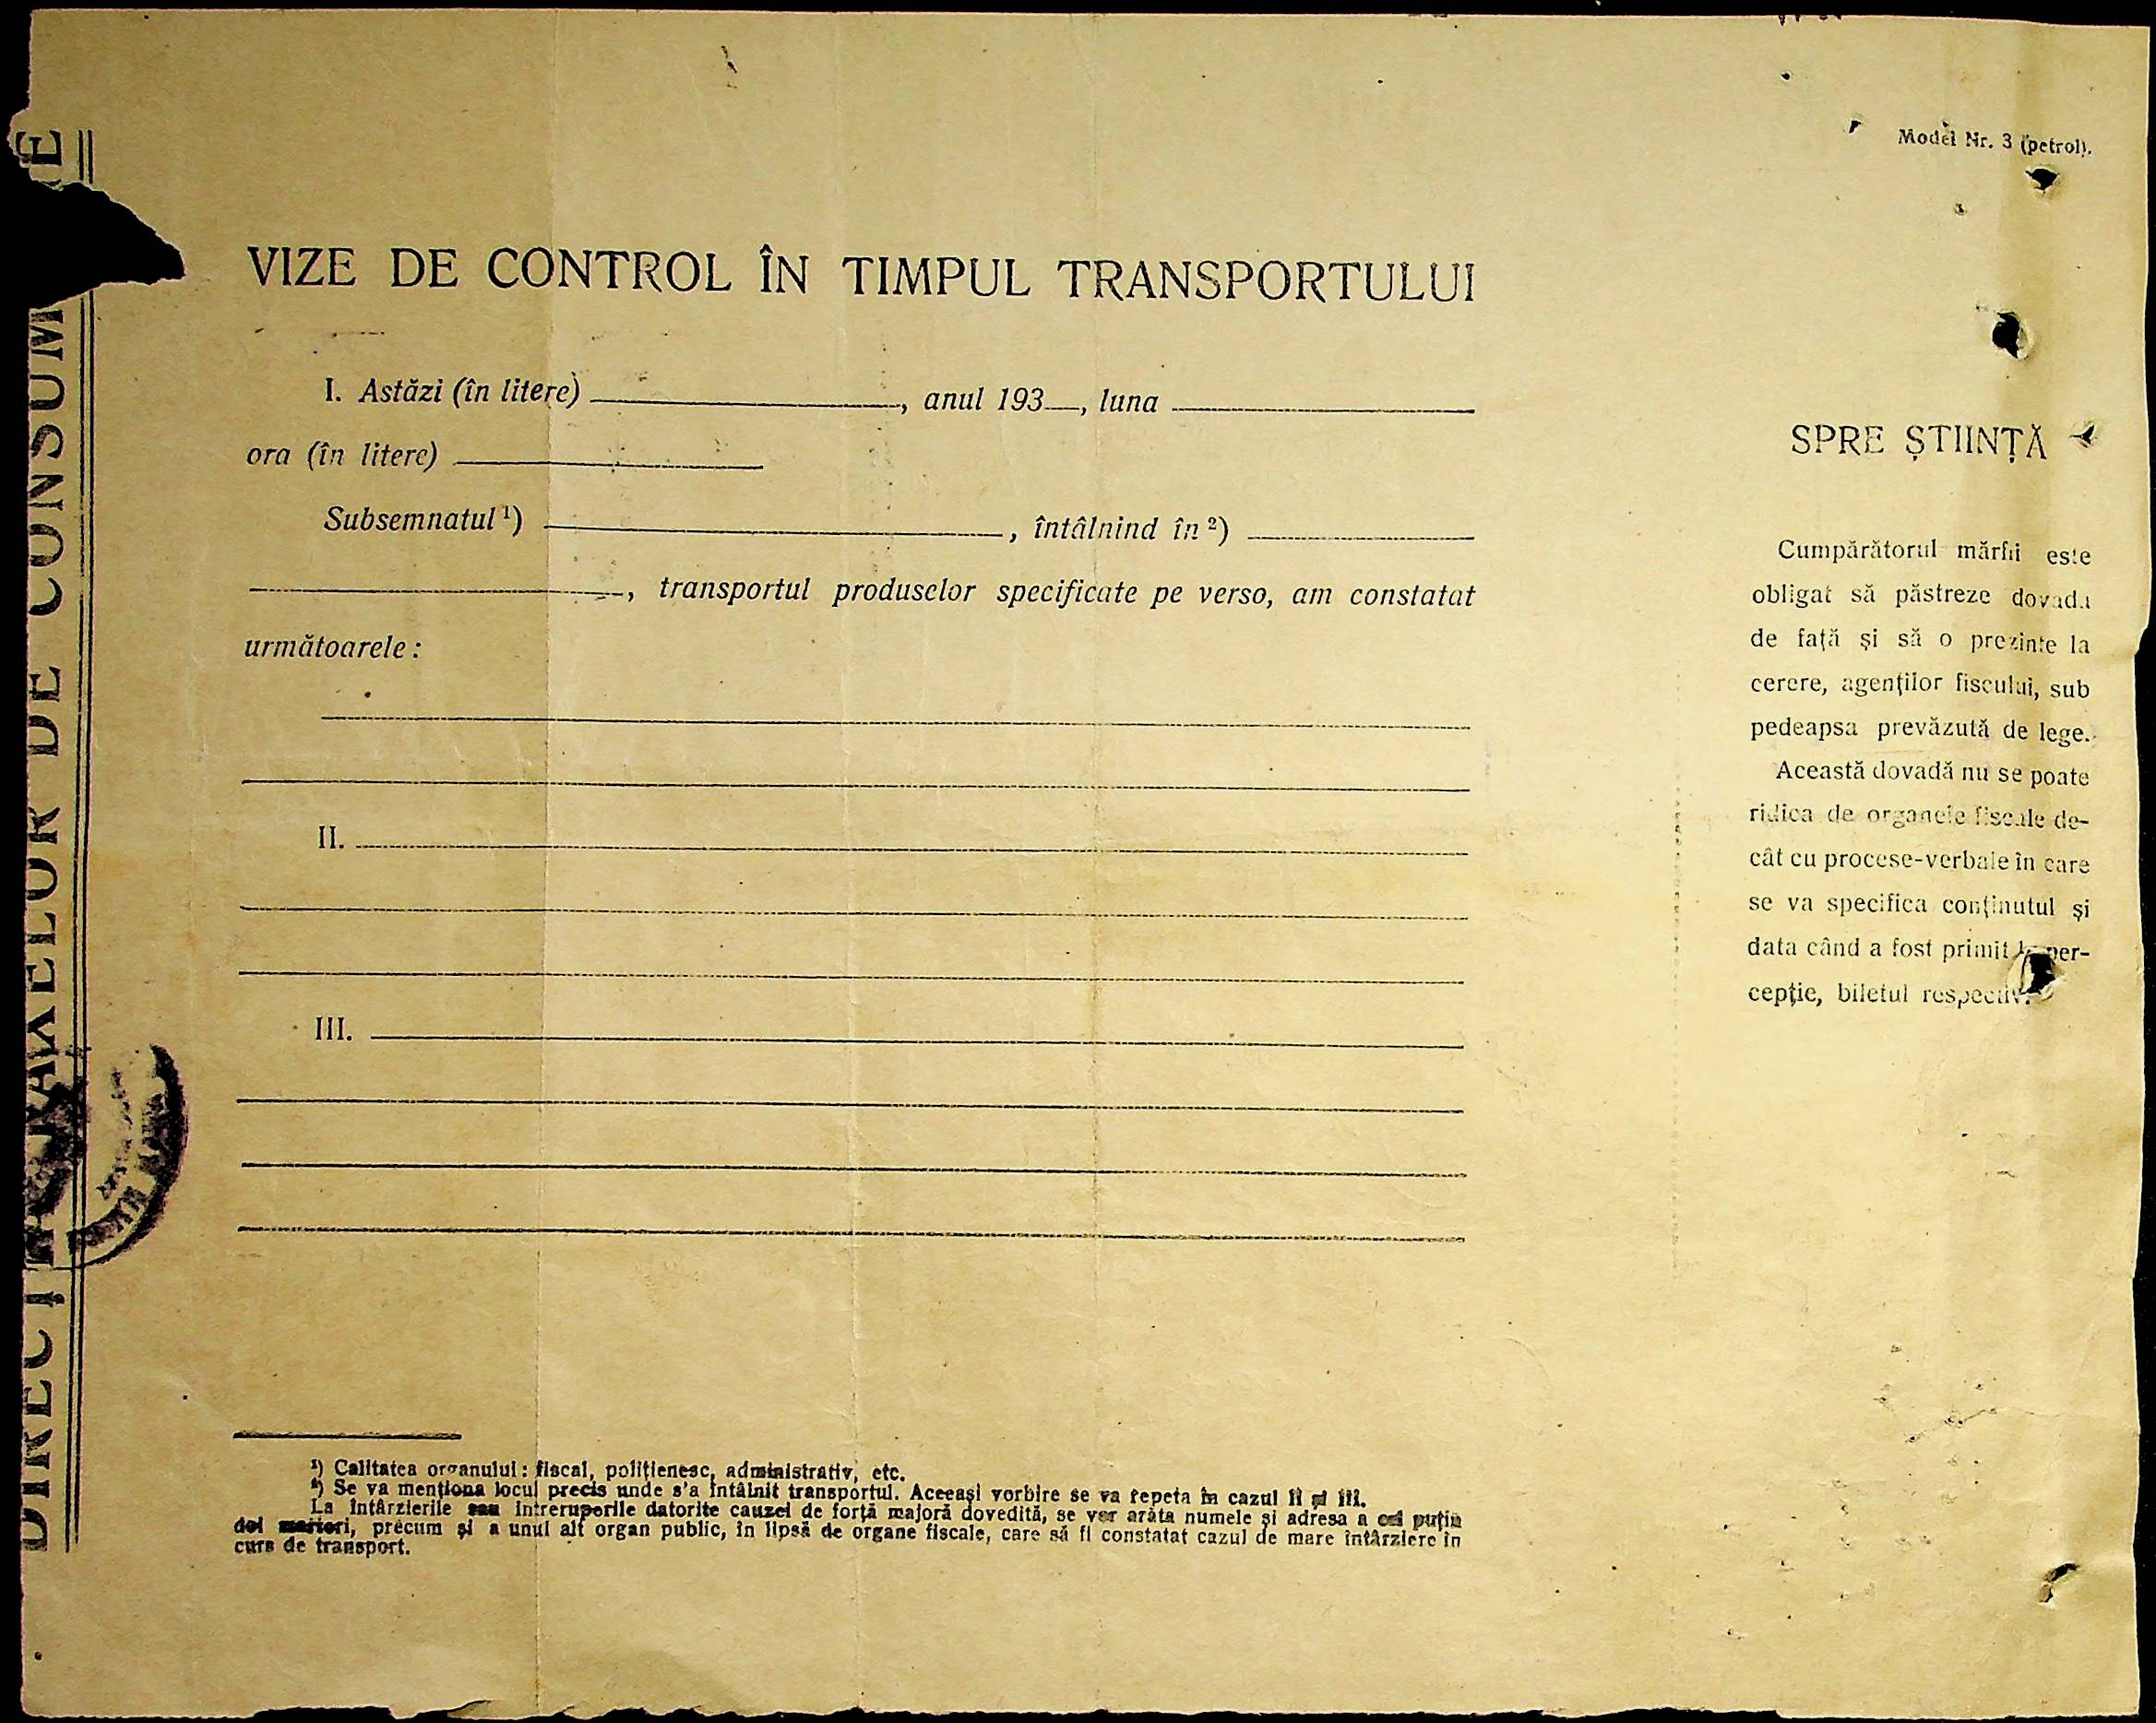 Model Nr. 3 (petrol).
VIZE DE CONTROL ÎN TIMPUL TRANSPORTULUI
I. Astăzi (în litere) , anul 193 , luna
ora (în litere)
Subsemnatul ¹) , întâlnind în ²)
, transportul produselor specificate pe verso, am constatat
următoarele :
II.
III.
¹) Calitatea organului : fiscal, polițienesc, administrativ, etc.
²) Se va menționa locul precis unde s'a întâlnit transportul. Aceeași vorbire se va repeta în cazul II și III.
La întârzierile sau intreruperile datorite cauzei de forță majoră dovedită, se vor arăta numele și adresa a cel puțin
doi martori, precum și a unui alt organ public, în lipsă de organe fiscale, care să fi constatat cazul de mare întârziere în
curs de transport.
SPRE ȘTIINȚĂ
Cumpărătorul mărfii este
obligat să păstreze dovada
de față și să o prezinte la
cerere, agenților fiscului, sub
pedeapsa prevăzută de lege.
Această dovadă nu se poate
ridica de organele fiscale de-
cât cu procese-verbale în care
se va specifica conținutul și
data când a fost primit la per-
cepție, biletul respectiv.
TAXELOR DE CONSUM